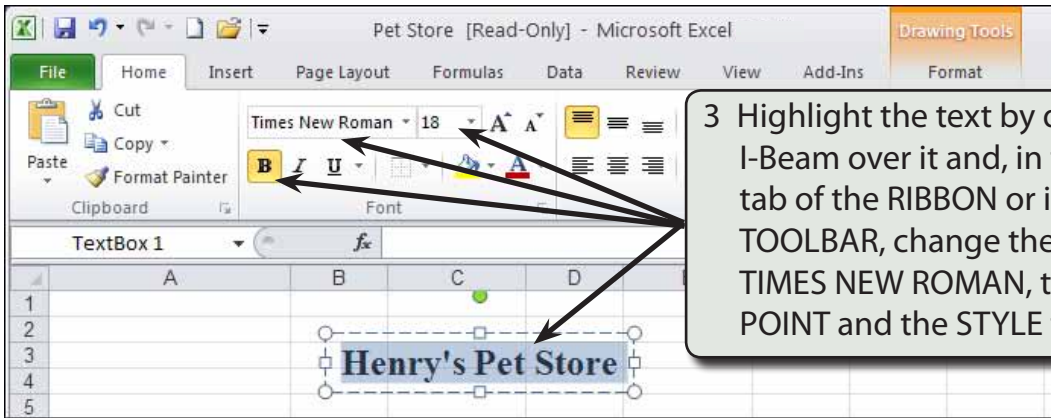 Pet Store [Read-Only] - Microsoft Excel
Drawing Tools
File Home Insert Page Layout Formulas Data Review View Add-Ins Format
Paste
Cut
Copy
Format Painter
Clipboard
Times New Roman 18 A A
B I U A
Font
TextBox 1 fx
A B C D
1
2
3
4
5
Henry's Pet Store
3 Highlight the text by
I-Beam over it and, in
tab of the RIBBON or
TOOLBAR, change the
TIMES NEW ROMAN,
POINT and the STYLE